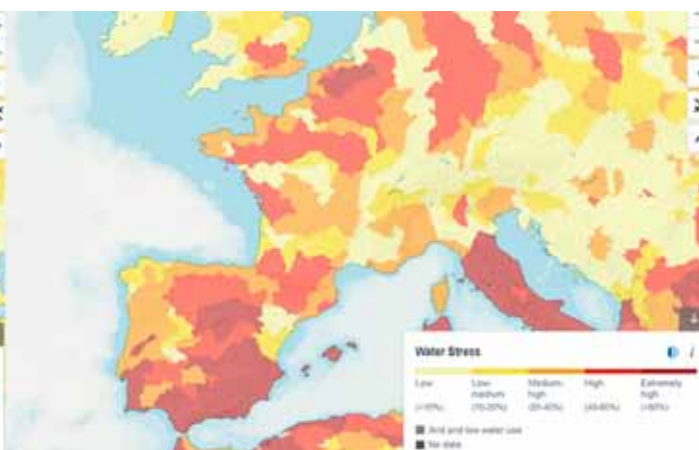 Water Stress
Low
Low-medium
Medium-high
High
Extremely high
(<10%)
(10-20%)
(20-40%)
(40-80%)
(>80%)
Arid and low water use
No data